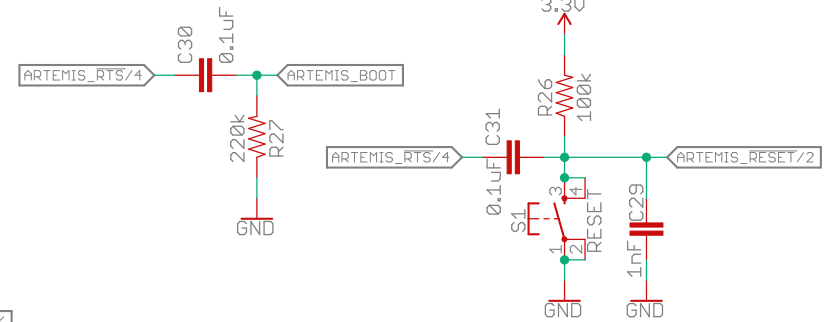 3.3V
C30
0.1uF
ARTEMIS_RTS/4
ARTEMIS_BOOT
R26
100k
220k
R27
C31
ARTEMIS_RTS/4
ARTEMIS_RESET/2
0.1uF
3
4
S1
RESET
C29
GND
1
2
1nF
GND
GND